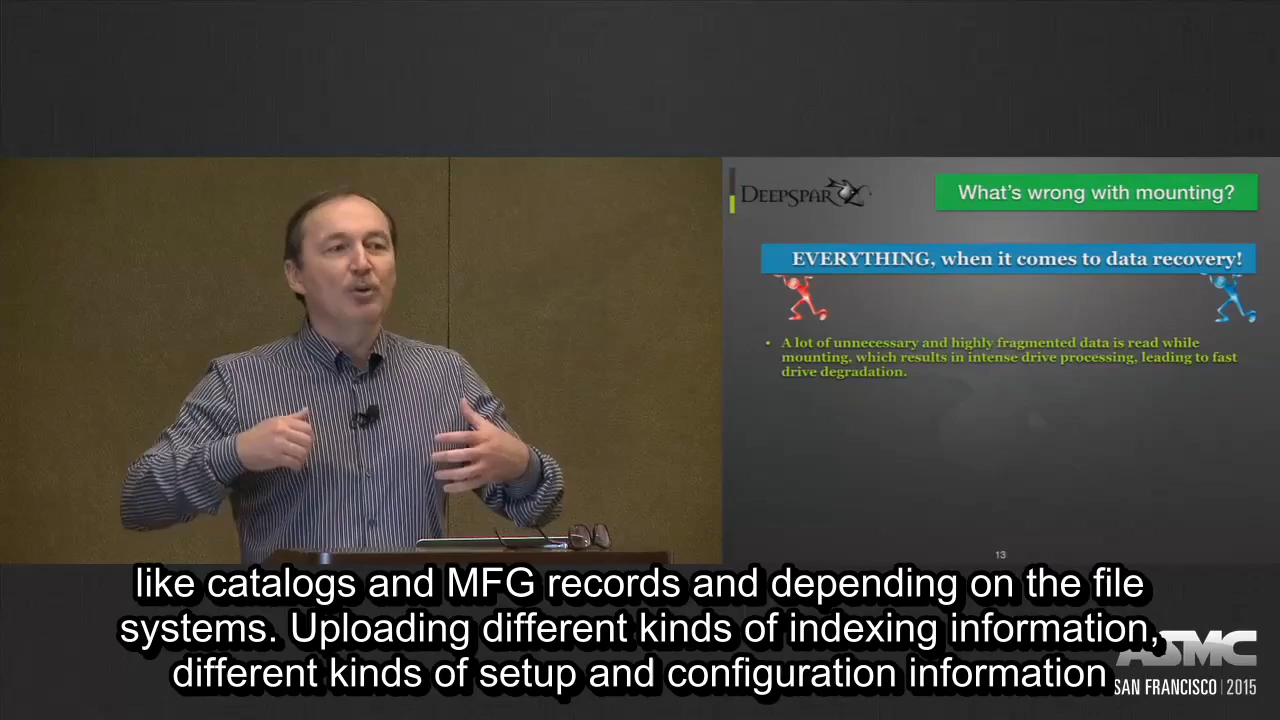 DEEPSPAR
What's wrong with mounting?
EVERYTHING, when it comes to data recovery!
• A lot of unnecessary and highly fragmented data is read while
mounting, which results in intense drive processing, leading to fast
drive degradation.
13
like catalogs and MFG records and depending on the file
systems. Uploading different kinds of indexing information,
different kinds of setup and configuration information
ASMC
SAN FRANCISCO | 2015